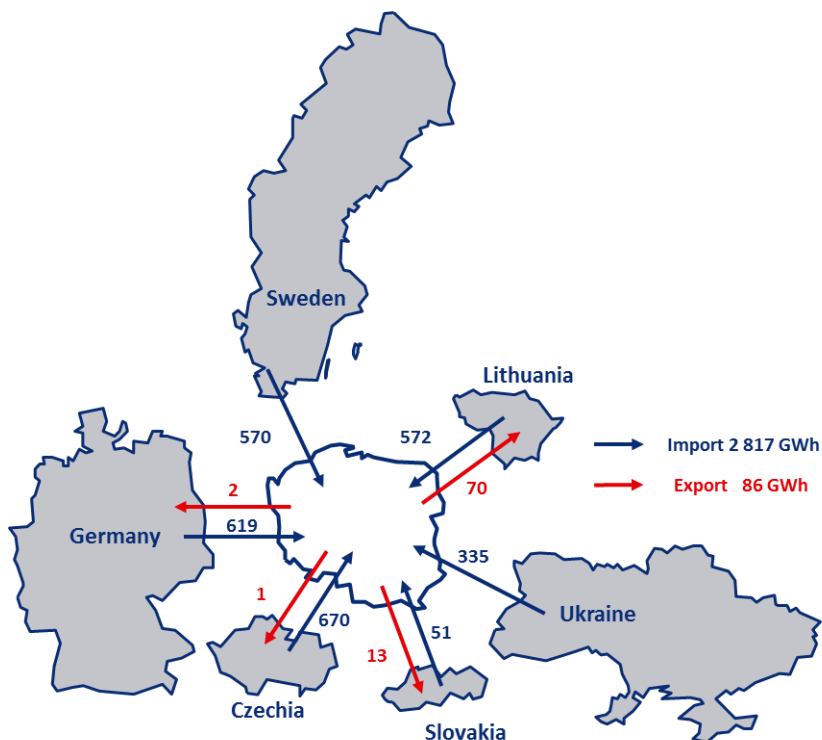 Sweden
Lithuania
570
572
Import 2 817 GWh
70
Export 86 GWh
2
619
Germany
335
Ukraine
1
670
51
13
Czechia
Slovakia